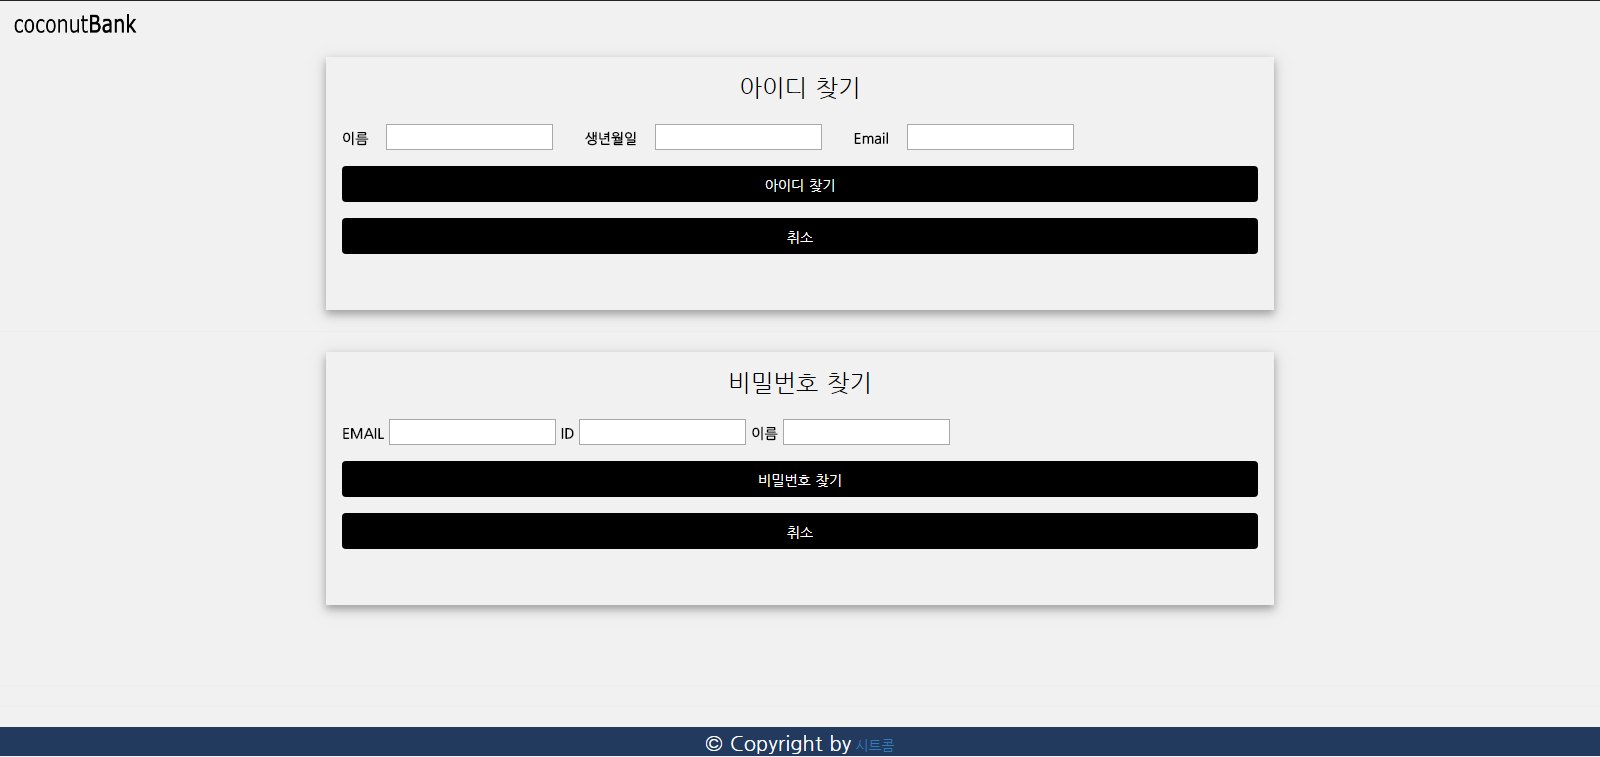 coconutBank
아이디 찾기
이름 생년월일 Email
아이디 찾기
취소
비밀번호 찾기
EMAIL ID 이름
비밀번호 찾기
취소
© Copyright by 시트콤